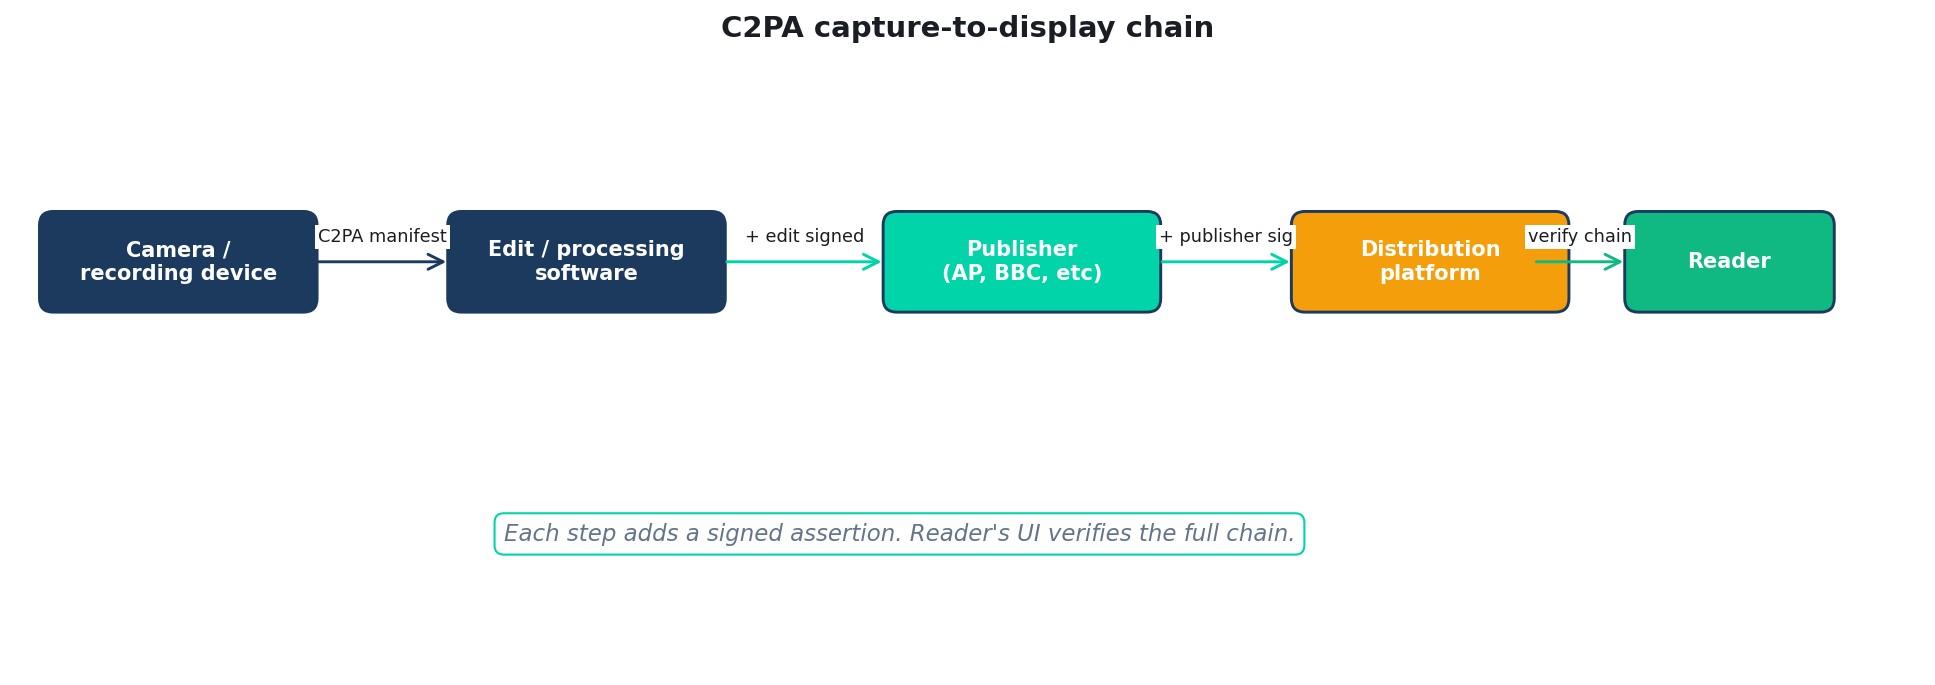 C2PA capture-to-display chain
Camera /
recording device
C2PA manifest
Edit / processing
software
+ edit signed
Publisher
(AP, BBC, etc)
+ publisher sig
Distribution
platform
verify chain
Reader
Each step adds a signed assertion. Reader's UI verifies the full chain.